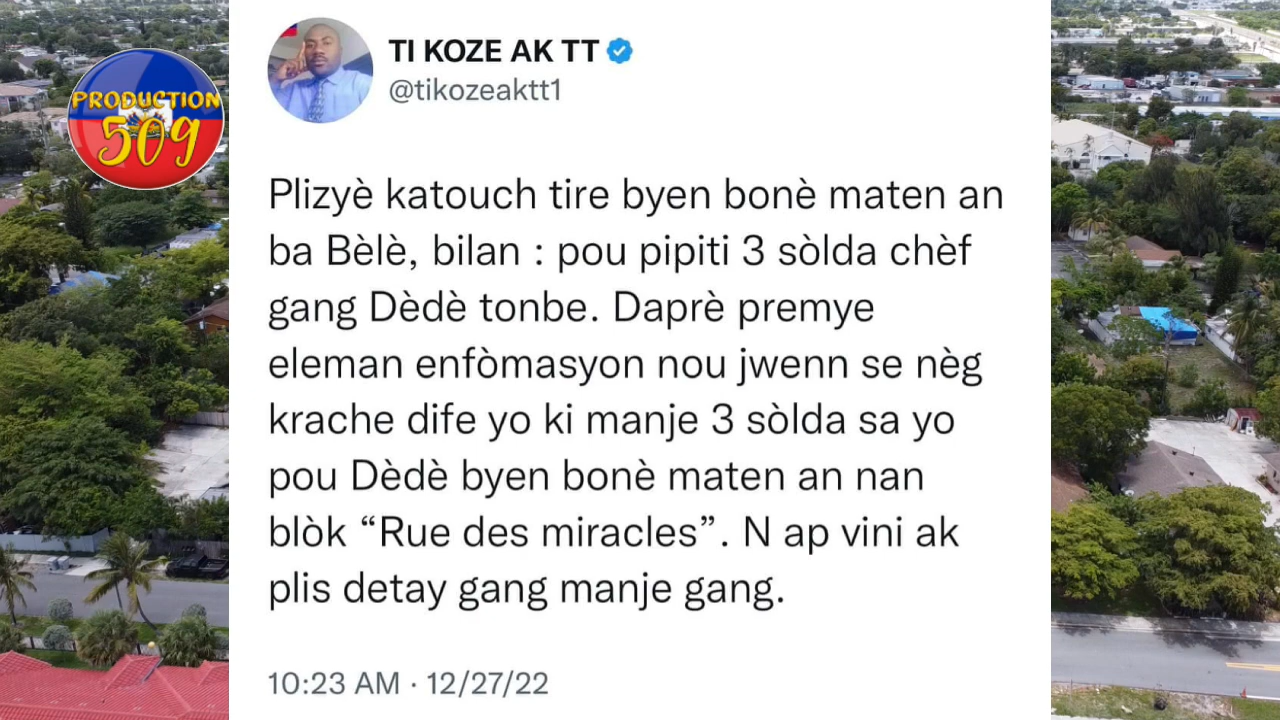 PRODUCTION
509
TI KOZE AK TT
@tikozeaktt1
Plizyè katouch tire byen bonè maten an
ba Bèlè, bilan : pou pipiti 3 sòlda chèf
gang Dèdè tonbe. Daprè premye
eleman enfòmasyon nou jwenn se nèg
krache dife yo ki manje 3 sòlda sa yo
pou Dèdè byen bonè maten an nan
blòk “Rue des miracles”. N ap vini ak
plis detay gang manje gang.
10:23 AM · 12/27/22